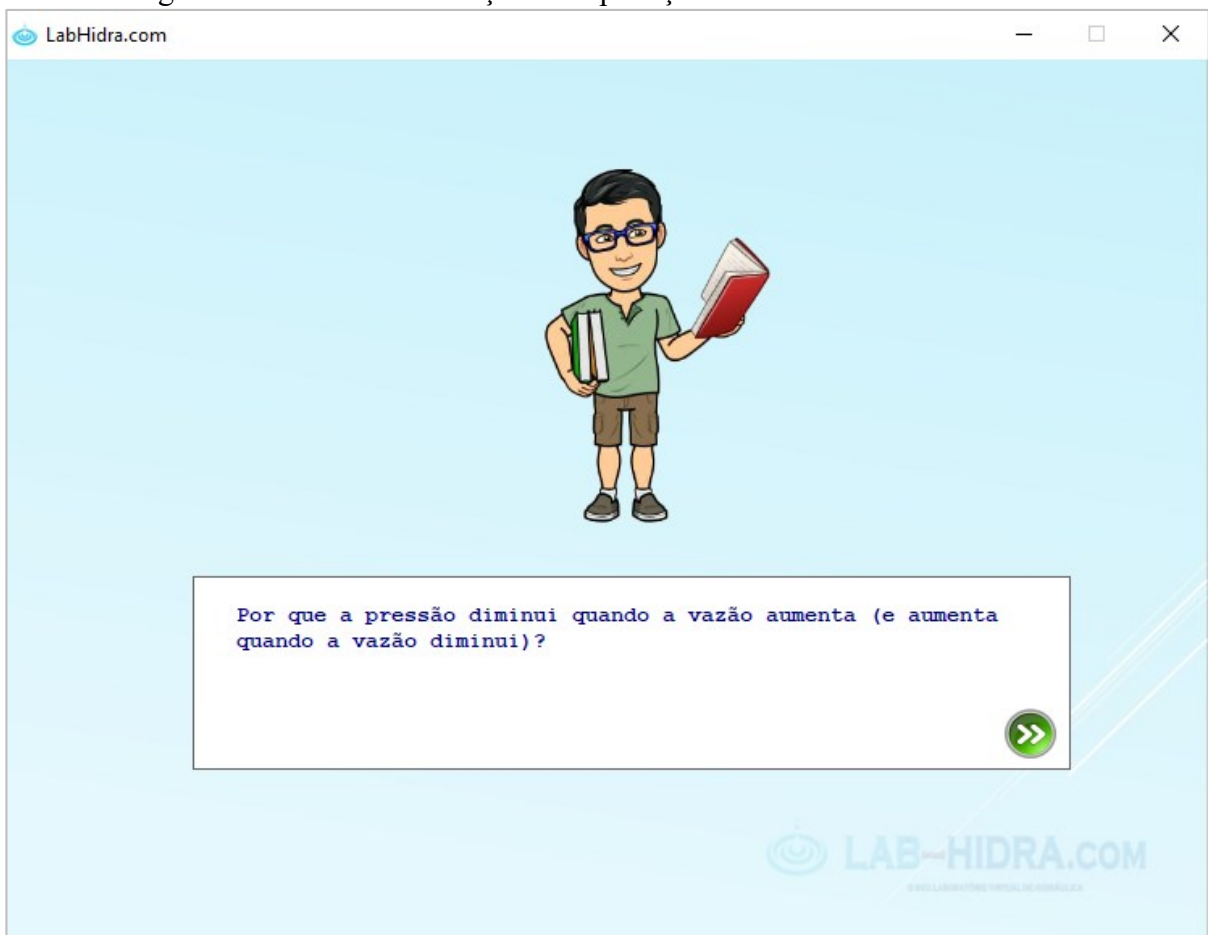 LabHidra.com
Por que a pressão diminui quando a vazão aumenta (e aumenta
quando a vazão diminui)?
LAB-HIDRA.COM